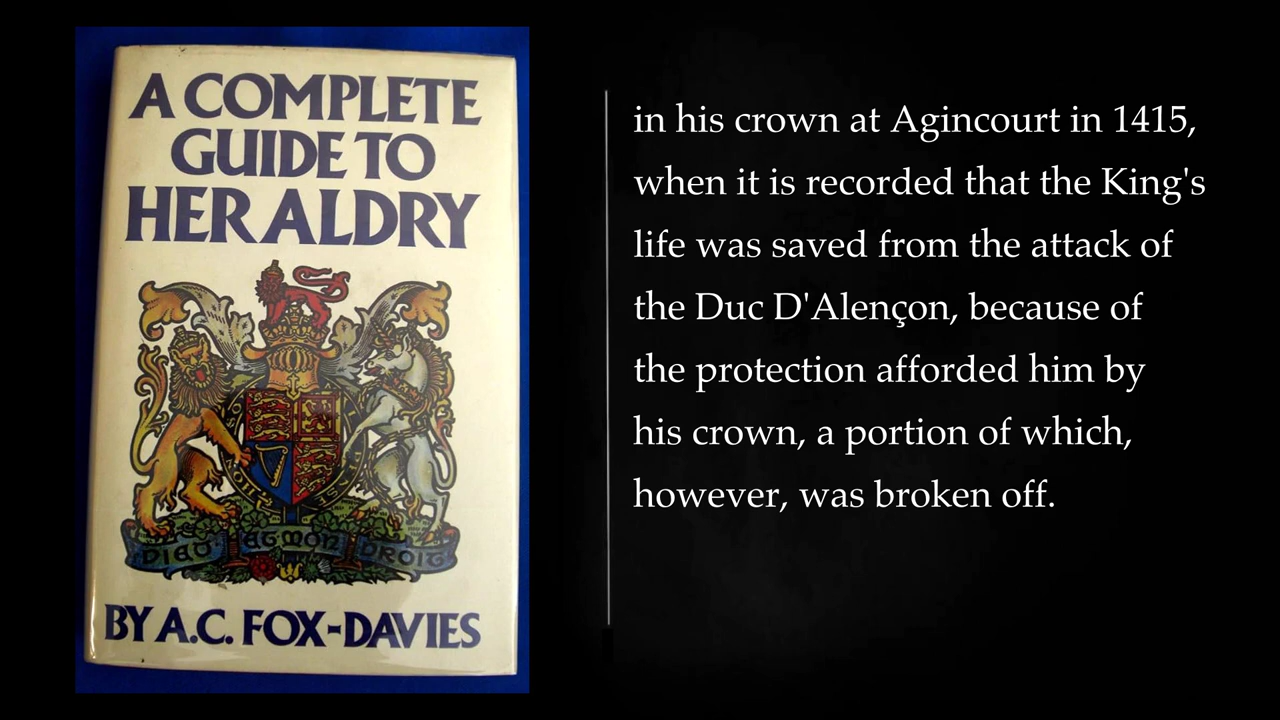 A COMPLETE
GUIDE TO
HERALDRY
DIEU ET MON DROIT
BY A.C. FOX-DAVIES
in his crown at Agincourt in 1415,
when it is recorded that the King's
life was saved from the attack of
the Duc D'Alençon, because of
the protection afforded him by
his crown, a portion of which,
however, was broken off.